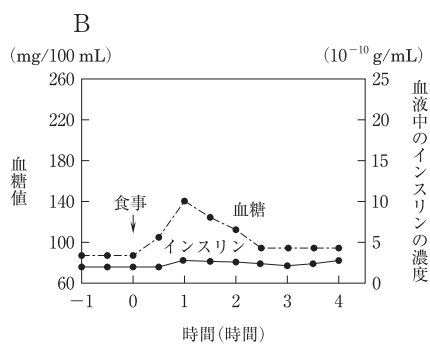 B
(mg/100 mL)
(10⁻¹⁰ g/mL)
260
220
180
140
100
60
血糖値
食事
血糖
インスリン
25
20
15
10
5
0
血液中のインスリンの濃度
−1 0 1 2 3 4
時間(時間)